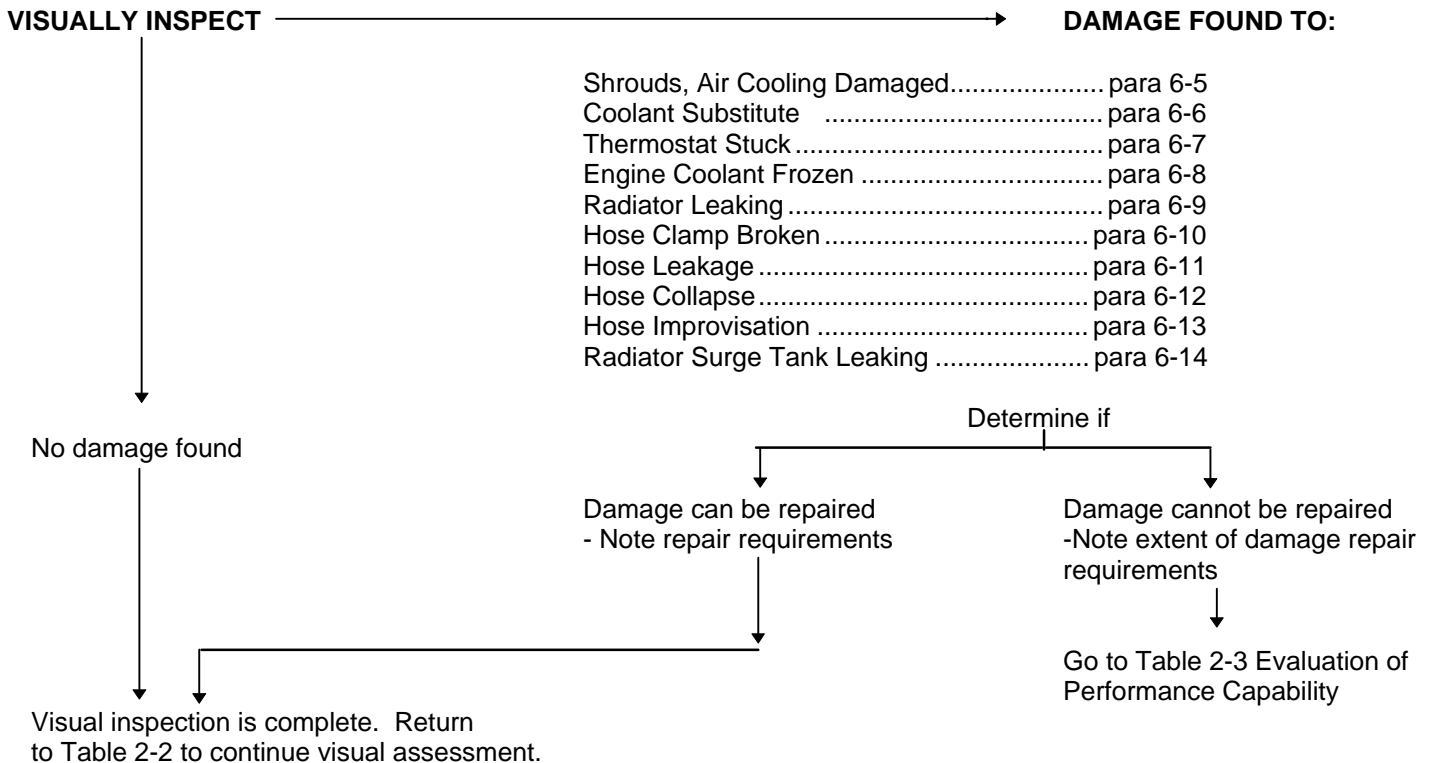 VISUALLY INSPECT
DAMAGE FOUND TO:
Shrouds, Air Cooling Damaged..................... para 6-5
Coolant Substitute ...................................... para 6-6
Thermostat Stuck .......................................... para 6-7
Engine Coolant Frozen ................................. para 6-8
Radiator Leaking ........................................... para 6-9
Hose Clamp Broken .................................... para 6-10
Hose Leakage ............................................. para 6-11
Hose Collapse ............................................. para 6-12
Hose Improvisation ..................................... para 6-13
Radiator Surge Tank Leaking ..................... para 6-14
Determine if
No damage found
Damage can be repaired
- Note repair requirements
Damage cannot be repaired
-Note extent of damage repair
requirements
Go to Table 2-3 Evaluation of
Performance Capability
Visual inspection is complete. Return
to Table 2-2 to continue visual assessment.